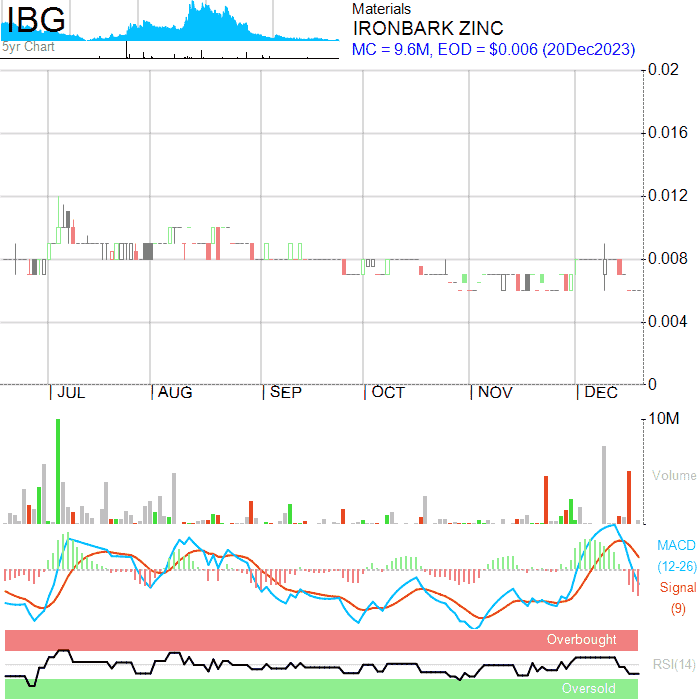 IBG
5yr Chart
Materials
IRONBARK ZINC
MC = 9.6M, EOD = $0.006 (20Dec2023)
0.02
0.016
0.012
0.008
0.004
0
JUL AUG SEP OCT NOV DEC
10M
Volume
MACD
(12-26)
Signal
(9)
Overbought
RSI(14)
Oversold